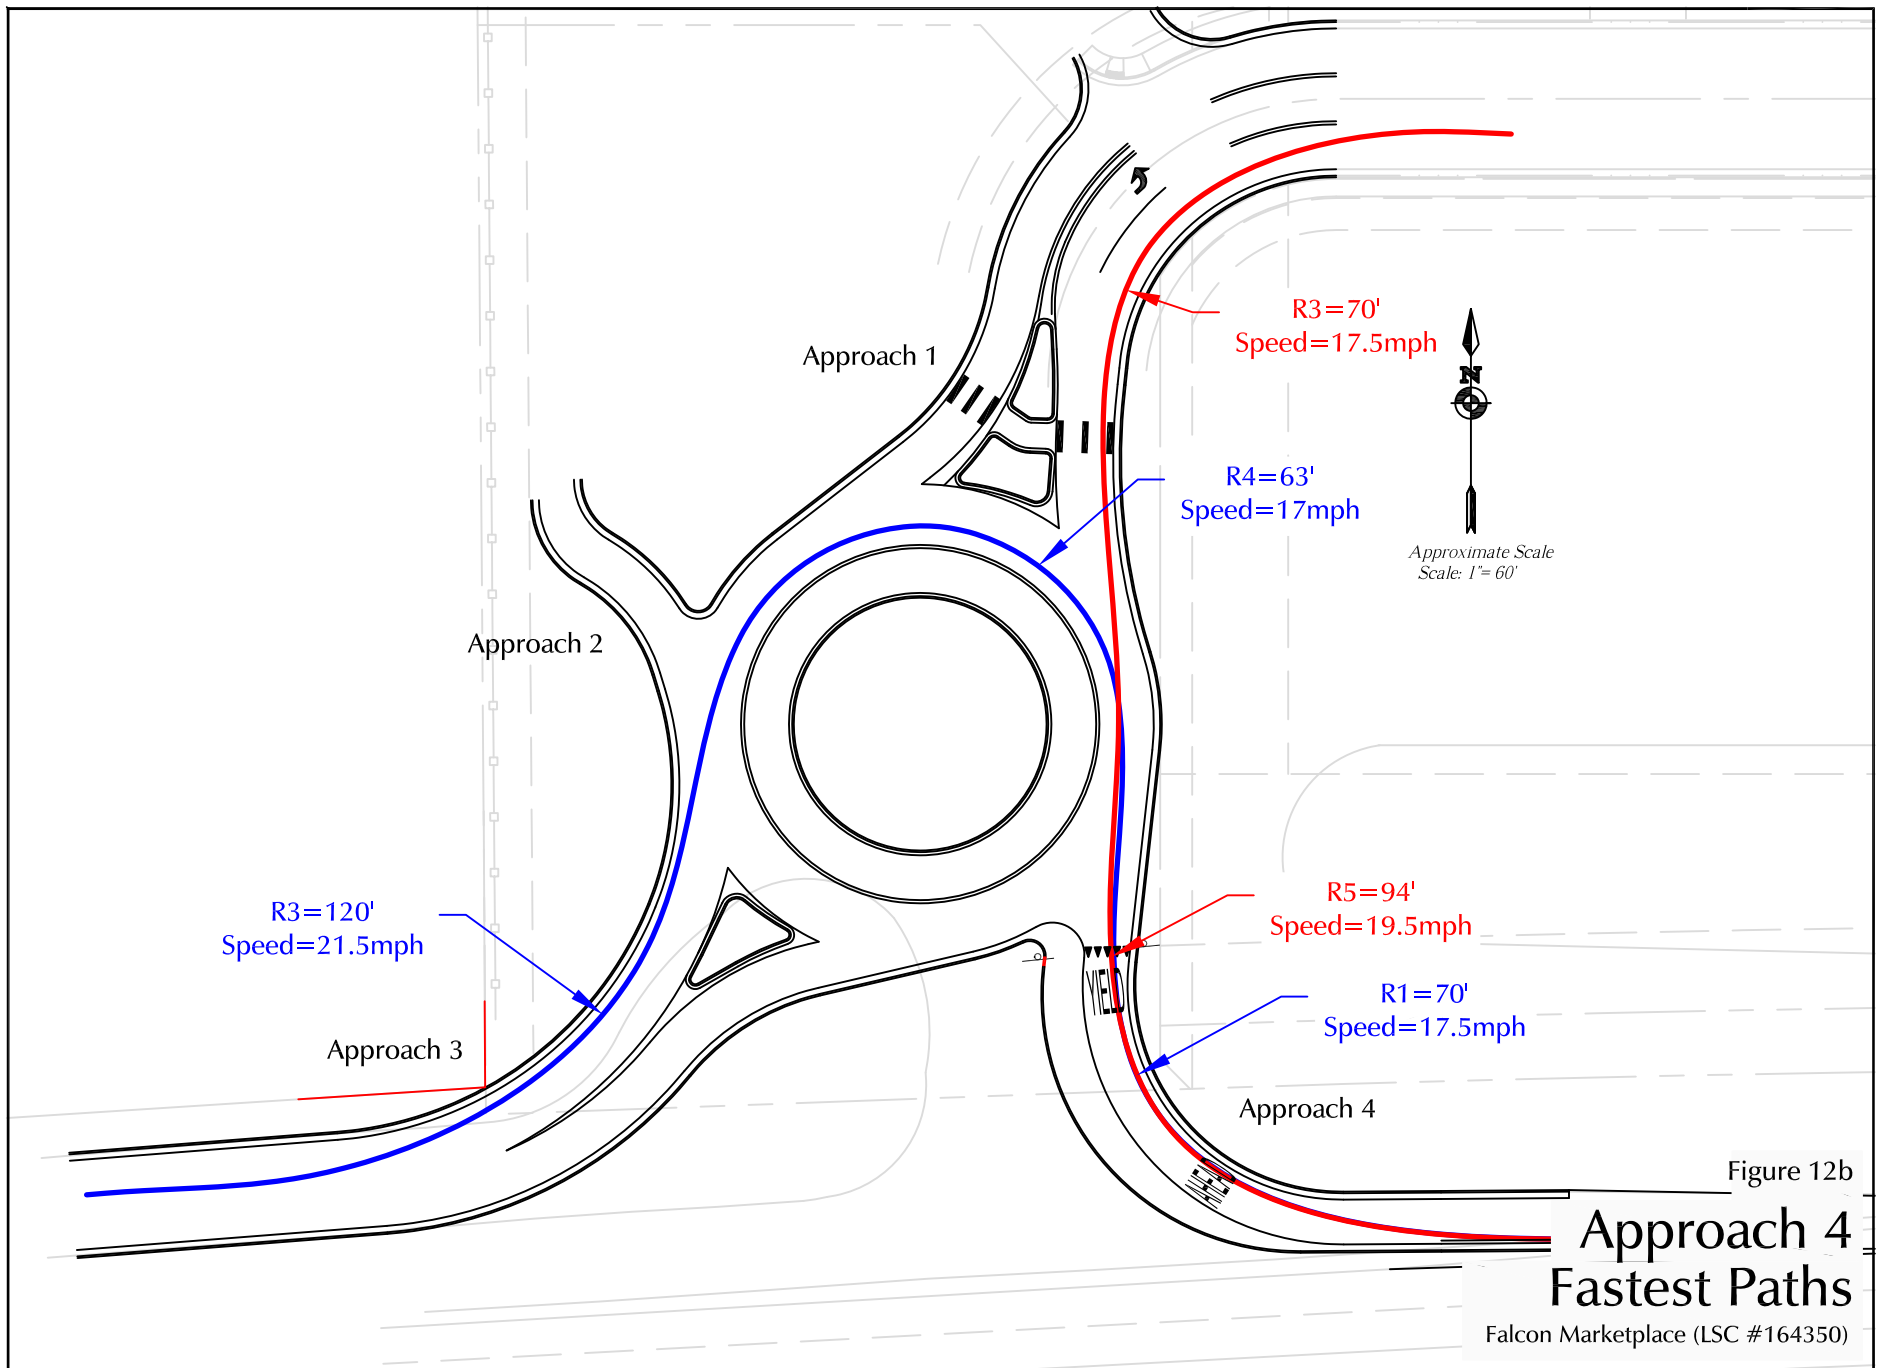 R3=70'
Speed=17.5mph
Approach 1
N
R4=63'
Speed=17mph
Approximate Scale
Scale: 1"= 60'
Approach 2
R5=94'
Speed=19.5mph
R3=120'
Speed=21.5mph
YIELD
R1=70'
Speed=17.5mph
Approach 3
Approach 4
Figure 12b
Approach 4
Fastest Paths
Falcon Marketplace (LSC #164350)